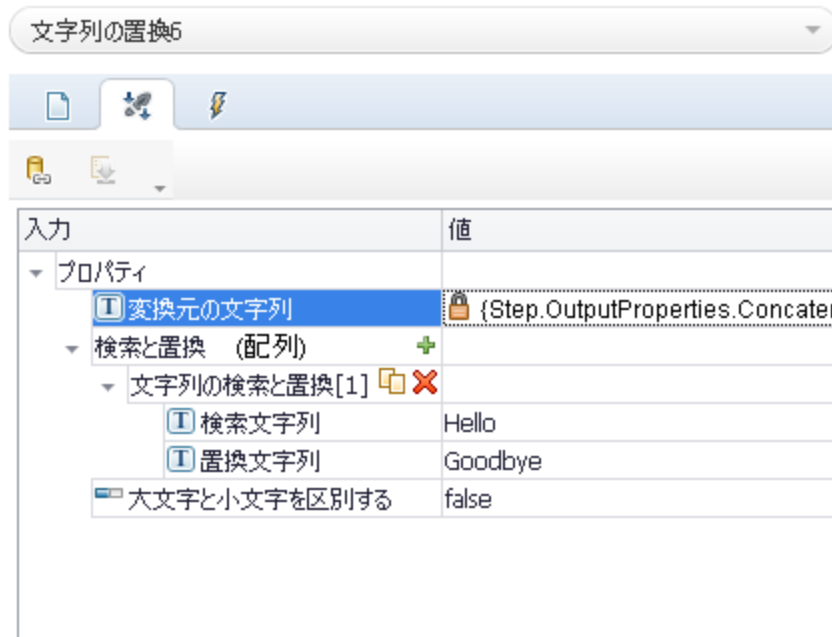 文字列の置換6
入力 値
プロパティ
変換元の文字列 {Step.OutputProperties.
検索と置換 (配列)
文字列の検索と置換[1]
検索文字列 Hello
置換文字列 Goodbye
大文字と小文字を区別する false